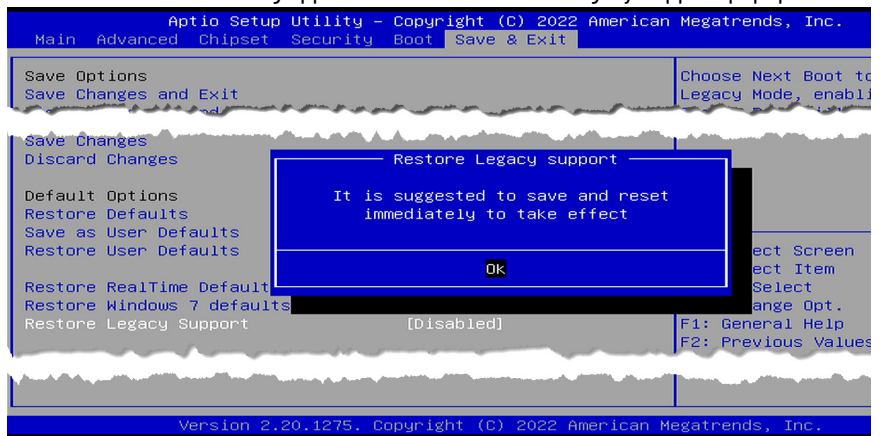 Aptio Setup Utility – Copyright (C) 2022 American Megatrends, Inc.
Main Advanced Chipset Security Boot Save & Exit
Save Options
Save Changes and Exit
Save Changes
Discard Changes
Default Options
Restore Defaults
Save as User Defaults
Restore User Defaults
Restore RealTime Default
Restore Windows 7 defaults
Restore Legacy Support [Disabled]
Restore Legacy support
It is suggested to save and reset
immediately to take effect
Ok
Choose Next Boot to
Legacy Mode, enabli
ect Screen
ect Item
Select
ange Opt.
F1: General Help
F2: Previous Values
Version 2.20.1275. Copyright (C) 2022 American Megatrends, Inc.